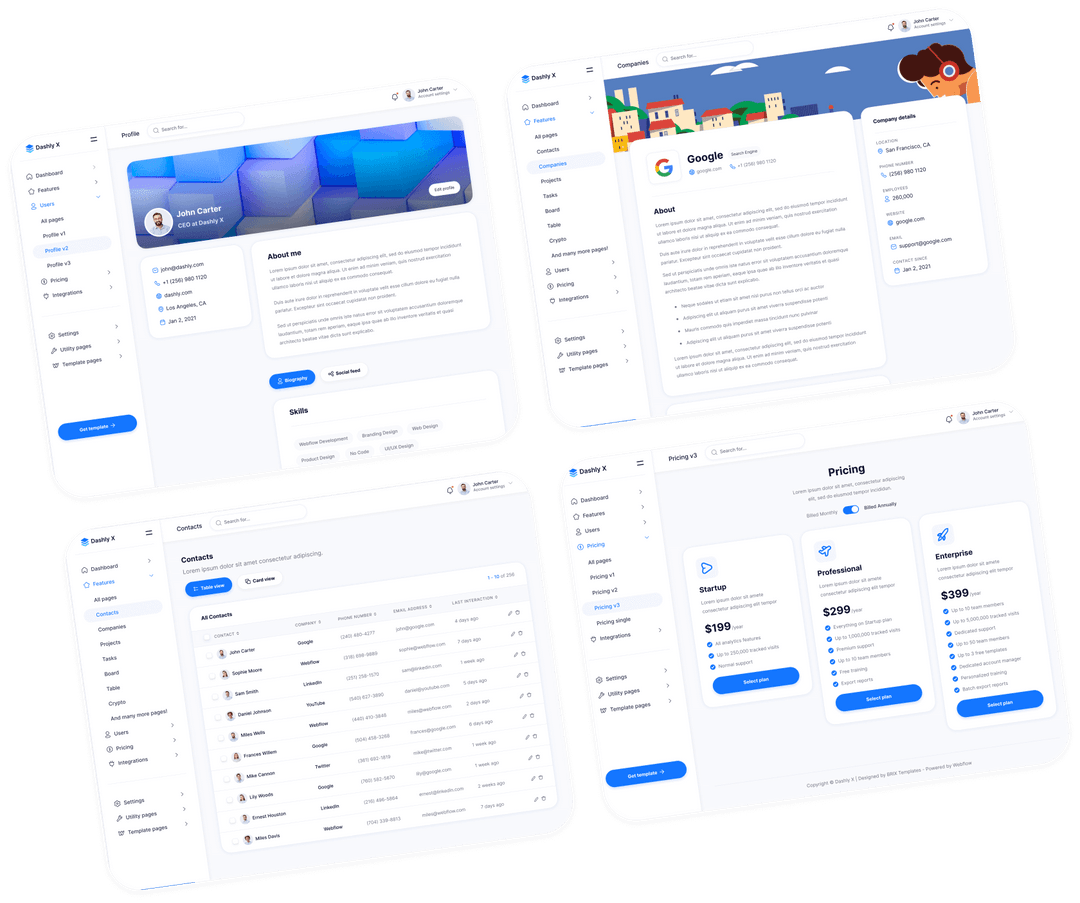 Dashly X
Profile
Search for...
John Carter
Account settings
Dashboard
Features
Users
All pages
Profile v1
Profile v2
Profile v3
Pricing
Integrations
Settings
Utility pages
Template pages
Get template
John Carter
CEO at Dashly X
Edit profile
john@dashly.com
+1 (256) 980 1120
dashly.com
Los Angeles, CA
Jan 2, 2021
About me
Lorem ipsum dolor sit amet, consectetur adipiscing elit, sed do eiusmod tempor incididunt
ut labore et dolore magna aliqua. Ut enim ad minim veniam, quis nostrud exercitation
ullamco laboris nisi ut aliquip ex ea commodo consequat.
Duis aute irure dolor in reprehenderit in voluptate velit esse cillum dolore eu fugiat nulla
pariatur. Excepteur sint occaecat cupidatat non proident.
Sed ut perspiciatis unde omnis iste natus error sit voluptatem accusantium doloremque
laudantium, totam rem aperiam, eaque ipsa quae ab illo inventore et quasi
architecto beatae vitae dicta sunt explicabo.
Biography
Social feed
Skills
Webflow Development
Branding Design
Web Design
Product Design
No Code
UI/UX Design
Dashly X
Companies
Search for...
John Carter
Account settings
Dashboard
Features
All pages
Contacts
Companies
Projects
Tasks
Board
Table
Crypto
And many more pages!
Users
Pricing
Integrations
Settings
Utility pages
Template pages
Google
Search Engine
google.com
+1 (256) 980 1120
About
Lorem ipsum dolor sit amet, consectetur adipiscing elit, sed do eiusmod tempor incididunt
ut labore et dolore magna aliqua. Ut enim ad minim veniam, quis nostrud exercitation
ullamco laboris nisi ut aliquip ex ea commodo consequat.
Duis aute irure dolor in reprehenderit in voluptate velit esse cillum dolore eu fugiat nulla
pariatur. Excepteur sint occaecat cupidatat non proident.
Sed ut perspiciatis unde omnis iste natus error sit voluptatem accusantium doloremque
laudantium, totam rem aperiam, eaque ipsa quae ab illo inventore et quasi
architecto beatae vitae dicta sunt explicabo.
Neque sodales ut etiam sit amet nisl purus non tellus orci ac auctor
Adipiscing elit ut aliquam purus sit amet viverra suspendisse potenti
Mauris commodo quis imperdiet massa tincidunt nunc pulvinar
Adipiscing elit ut aliquam purus sit amet viverra suspendisse potenti
Lorem ipsum dolor sit amet, consectetur adipiscing elit, sed do eiusmod tempor incididunt
ut labore et dolore magna aliqua. Ut enim ad minim veniam, quis nostrud exercitation
ullamco laboris nisi ut aliquip ex ea commodo consequat.
Company details
LOCATION
San Francisco, CA
PHONE NUMBER
(256) 980 1120
EMPLOYEES
260,000
WEBSITE
google.com
EMAIL
support@google.com
CONTACT SINCE
Jan 2, 2021
Dashly X
Contacts
Search for...
John Carter
Account settings
Dashboard
Features
All pages
Contacts
Companies
Projects
Tasks
Board
Table
Crypto
And many more pages!
Users
Pricing
Integrations
Settings
Utility pages
Template pages
Contacts
Lorem ipsum dolor sit amet consectetur adipiscing.
Table view
Card view
All Contacts
1 - 10 of 256
CONTACT COMPANY PHONE NUMBER EMAIL ADDRESS LAST INTERACTION
John Carter Google (240) 480-4277 john@google.com 4 days ago
Sophie Moore Webflow (318) 698-9889 sophie@webflow.com 7 days ago
Sam Smith LinkedIn (251) 258-1570 sam@linkedin.com 1 week ago
Daniel Johnson YouTube (540) 627-3890 daniel@youtube.com 5 days ago
Miles Wells Webflow (440) 410-3848 miles@webflow.com 2 days ago
Frances Willem Google (504) 458-3268 frances@google.com 6 days ago
Mike Cannon Twitter (361) 692-1819 mike@twitter.com 1 week ago
Lily Woods Google (760) 582-5670 lily@google.com 1 week ago
Ernest Houston LinkedIn (216) 496-5684 ernest@linkedin.com 2 weeks ago
Miles Davis Webflow (704) 339-8813 miles@webflow.com 7 days ago
Dashly X
Pricing v3
Search for...
John Carter
Account settings
Dashboard
Features
Users
Pricing
All pages
Pricing v1
Pricing v2
Pricing v3
Pricing single
Integrations
Settings
Utility pages
Template pages
Get template
Pricing
Lorem ipsum dolor sit amet, consectetur adipiscing
elit, sed do eiusmod tempor incididun.
Billed Monthly
Billed Annually
Startup
Lorem ipsum dolor sit amete
consectetur adipiscing elit tempor
$199/year
All analytics features
Up to 250,000 tracked visits
Normal support
Select plan
Professional
Lorem ipsum dolor sit amete
consectetur adipiscing elit tempor
$299/year
Everything on Startup plan
Up to 1,000,000 tracked visits
Premium support
Up to 10 team members
Free training
Export reports
Select plan
Enterprise
Lorem ipsum dolor sit amete
consectetur adipiscing elit tempor
$399/year
Up to 10 team members
Up to 5,000,000 tracked visits
Dedicated support
Up to 50 team members
Up to 3 free templates
Dedicated account manager
Personalized training
Batch export reports
Select plan
Copyright © Dashly X | Designed by BRIX Templates - Powered by Webflow